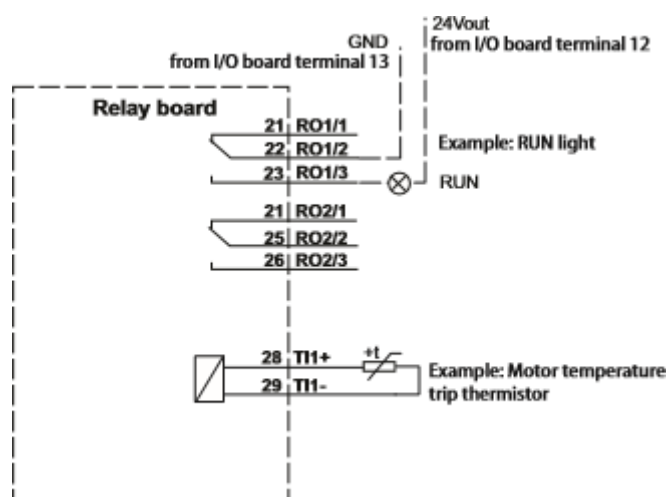 24Vout
GND
from I/O board terminal 12
from I/O board terminal 13
Relay board
21 RO1/1
22 RO1/2
Example: RUN light
23 RO1/3
RUN
21 RO2/1
25 RO2/2
26 RO2/3
+t
28 TI1+
Example: Motor temperature
29 TI1-
trip thermistor